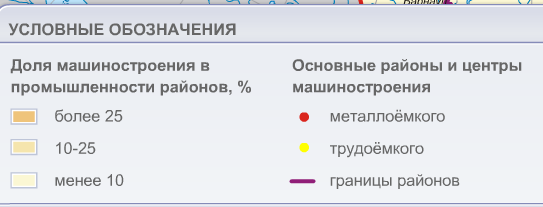 Барнаул
УСЛОВНЫЕ ОБОЗНАЧЕНИЯ
Доля машиностроения в
промышленности районов, %
более 25
10-25
менее 10
Основные районы и центры
машиностроения
металлоёмкого
трудоёмкого
границы районов